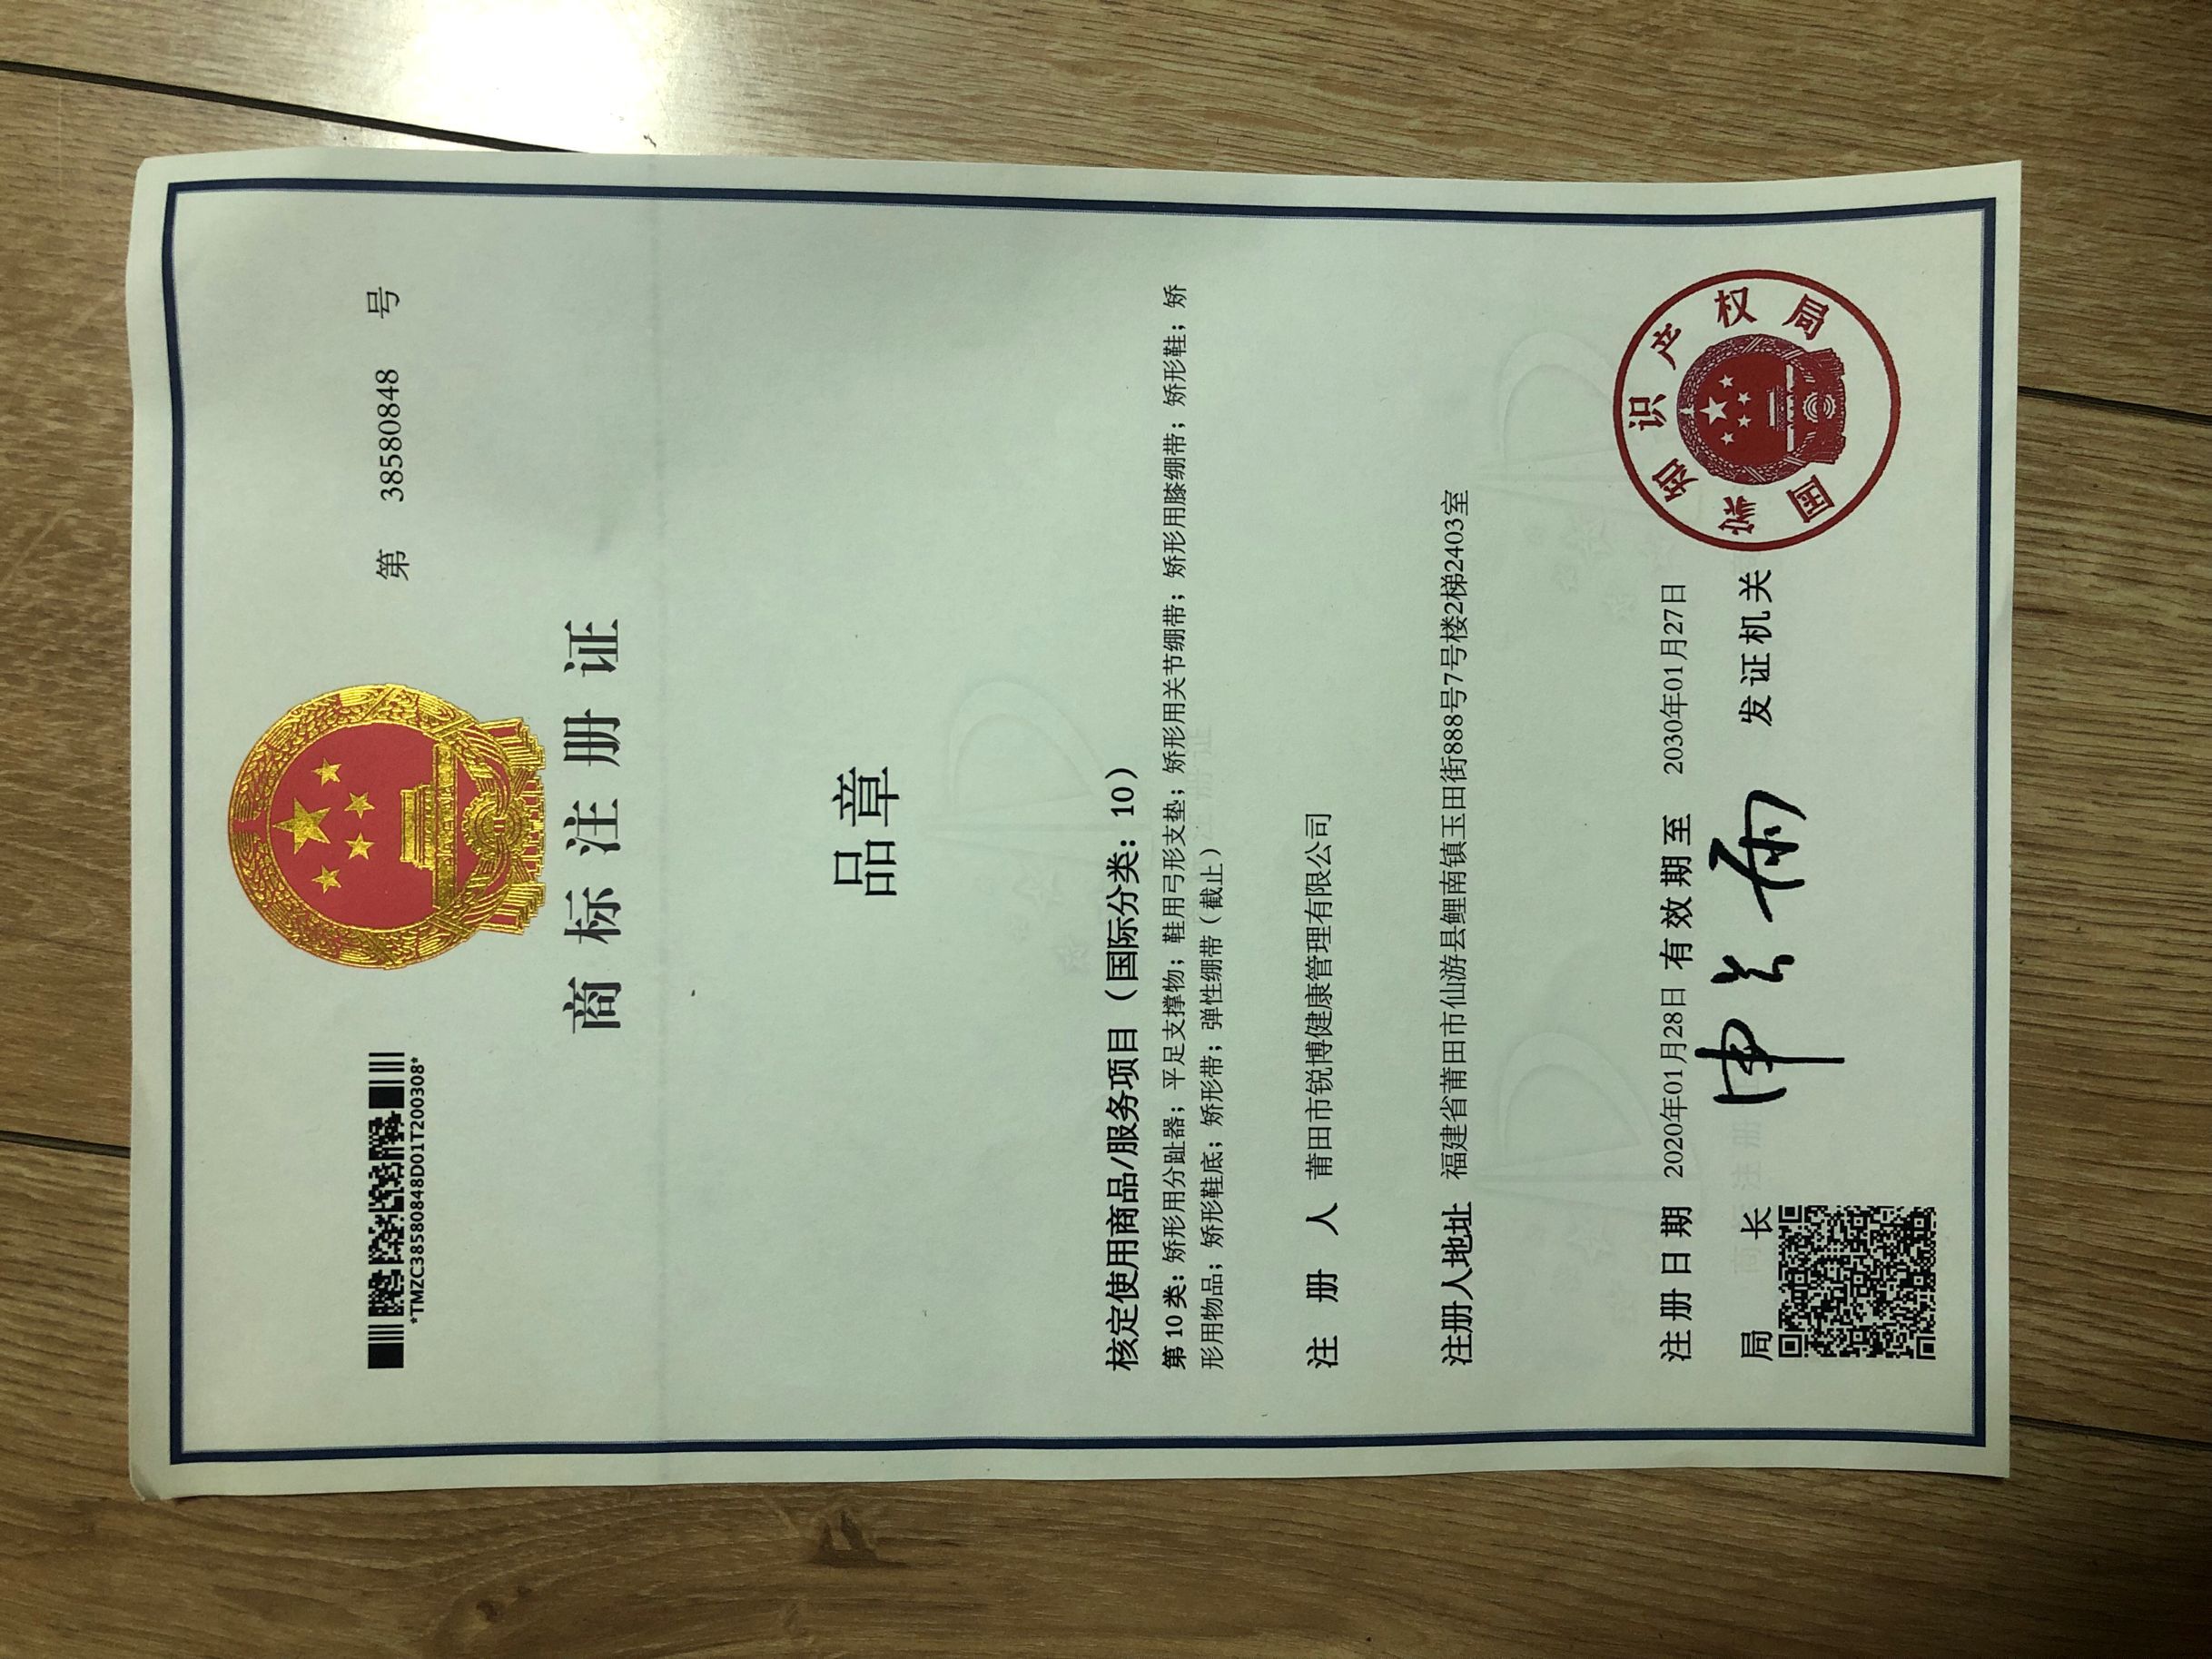 *TMZC38580848D01T200308*
第 38580848 号
商标注册证
品章
核定使用商品/服务项目（国际分类：10）
第10类：矫形用分趾器；平足支撑物；鞋用弓形支垫；矫形用关节绷带；矫形用膝绷带；矫形鞋；矫
形用物品；矫形鞋底；矫形带；弹性绷带（截止）
注册人 莆田市锐博健康管理有限公司
注册人地址 福建省莆田市仙游县鲤南镇玉田街888号7号楼2梯2403室
注册日期 2020年01月28日 有效期至 2030年01月27日
局长 申长雨 发证机关
国家知识产权局